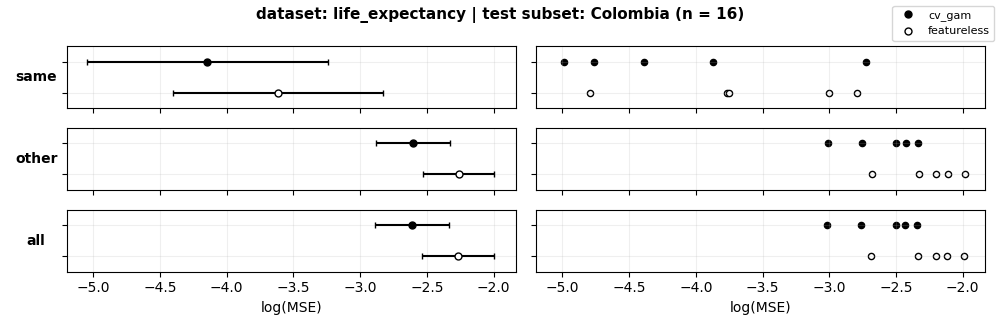 dataset: life_expectancy | test subset: Colombia (n = 16)
cv_gam
featureless
same
other
all
−5.0 −4.5 −4.0 −3.5 −3.0 −2.5 −2.0
−5.0 −4.5 −4.0 −3.5 −3.0 −2.5 −2.0
log(MSE)
log(MSE)